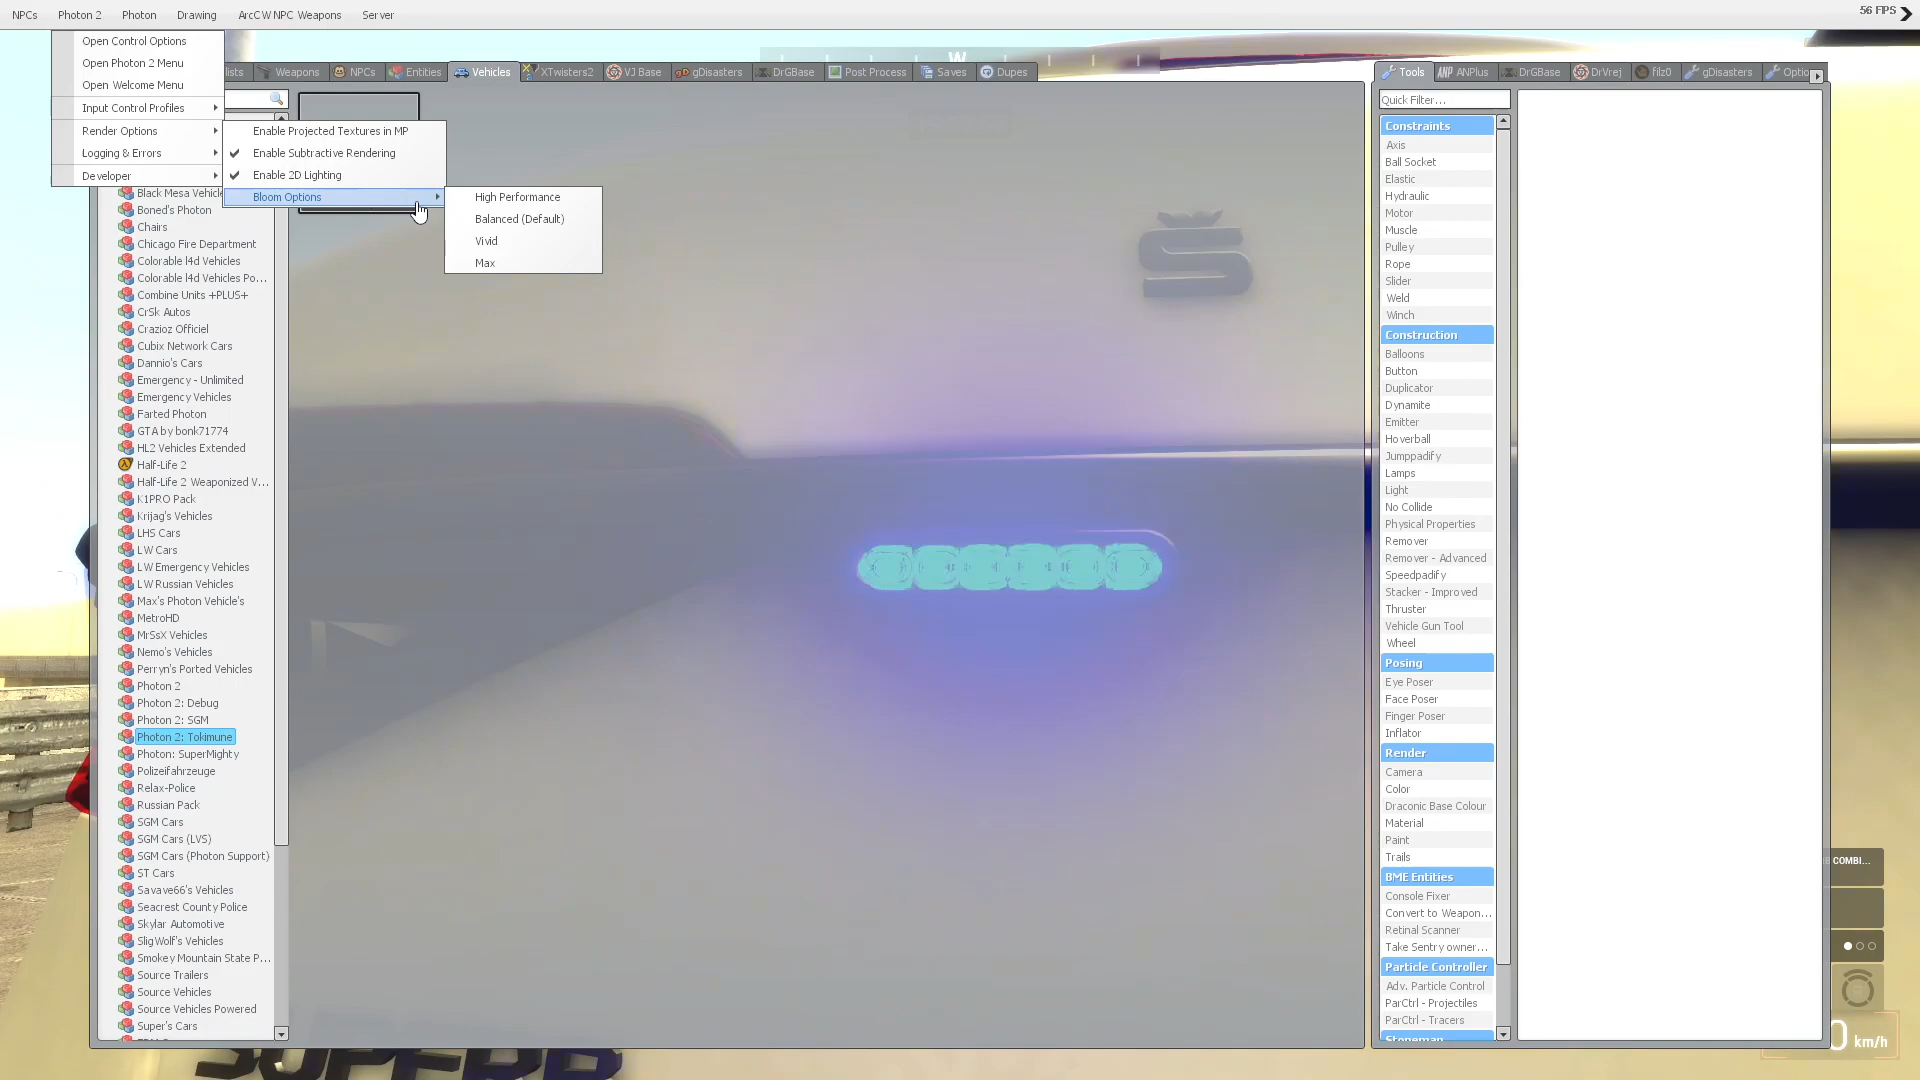 NPCs Photon 2 Photon Drawing ArcCW NPC Weapons Server
56 FPS
Open Control Options
Open Photon 2 Menu
Open Welcome Menu
Input Control Profiles
Render Options
Logging & Errors
Developer
Enable Projected Textures in MP
Enable Subtractive Rendering
Enable 2D Lighting
Bloom Options
High Performance
Balanced (Default)
Vivid
Max
W
lists Weapons NPCs Entities Vehicles XTwisters2 VJ Base gDisasters DrGBase Post Process Saves Dupes
Black Mesa Vehicle
Boned's Photon
Chairs
Chicago Fire Department
Colorable l4d Vehicles
Colorable l4d Vehicles Po...
Combine Units +PLUS+
CrSk Autos
Crazioz Officiel
Cubix Network Cars
Dannio's Cars
Emergency - Unlimited
Emergency Vehicles
Farted Photon
GTA by bonk71774
HL2 Vehicles Extended
Half-Life 2
Half-Life 2 Weaponized V...
K1PRO Pack
Krijag's Vehicles
LHS Cars
LW Cars
LW Emergency Vehicles
LW Russian Vehicles
Max's Photon Vehicle's
MetroHD
MrSsX Vehicles
Nemo's Vehicles
Perryn's Ported Vehicles
Photon 2
Photon 2: Debug
Photon 2: SGM
Photon 2: Tokimune
Photon: SuperMighty
Polizeifahrzeuge
Relax-Police
Russian Pack
SGM Cars
SGM Cars (LVS)
SGM Cars (Photon Support)
ST Cars
Savave66's Vehicles
Seacrest County Police
Skylar Automotive
SligWolf's Vehicles
Smokey Mountain State P...
Source Trailers
Source Vehicles
Source Vehicles Powered
Super's Cars
Š
SUPERB
Tools ANPlus DrGBase DrVrej filz0 gDisasters Optio
Quick Filter...
Constraints
Axis
Ball Socket
Elastic
Hydraulic
Motor
Muscle
Pulley
Rope
Slider
Weld
Winch
Construction
Balloons
Button
Duplicator
Dynamite
Emitter
Hoverball
Jumppadify
Lamps
Light
No Collide
Physical Properties
Remover
Remover - Advanced
Speedpadify
Stacker - Improved
Thruster
Vehicle Gun Tool
Wheel
Posing
Eye Poser
Face Poser
Finger Poser
Inflator
Render
Camera
Color
Draconic Base Colour
Material
Paint
Trails
BME Entities
Console Fixer
Convert to Weapon...
Retinal Scanner
Take Sentry owner...
Particle Controller
Adv. Particle Control
ParCtrl - Projectiles
ParCtrl - Tracers
Stoneman
COMBI...
0 km/h